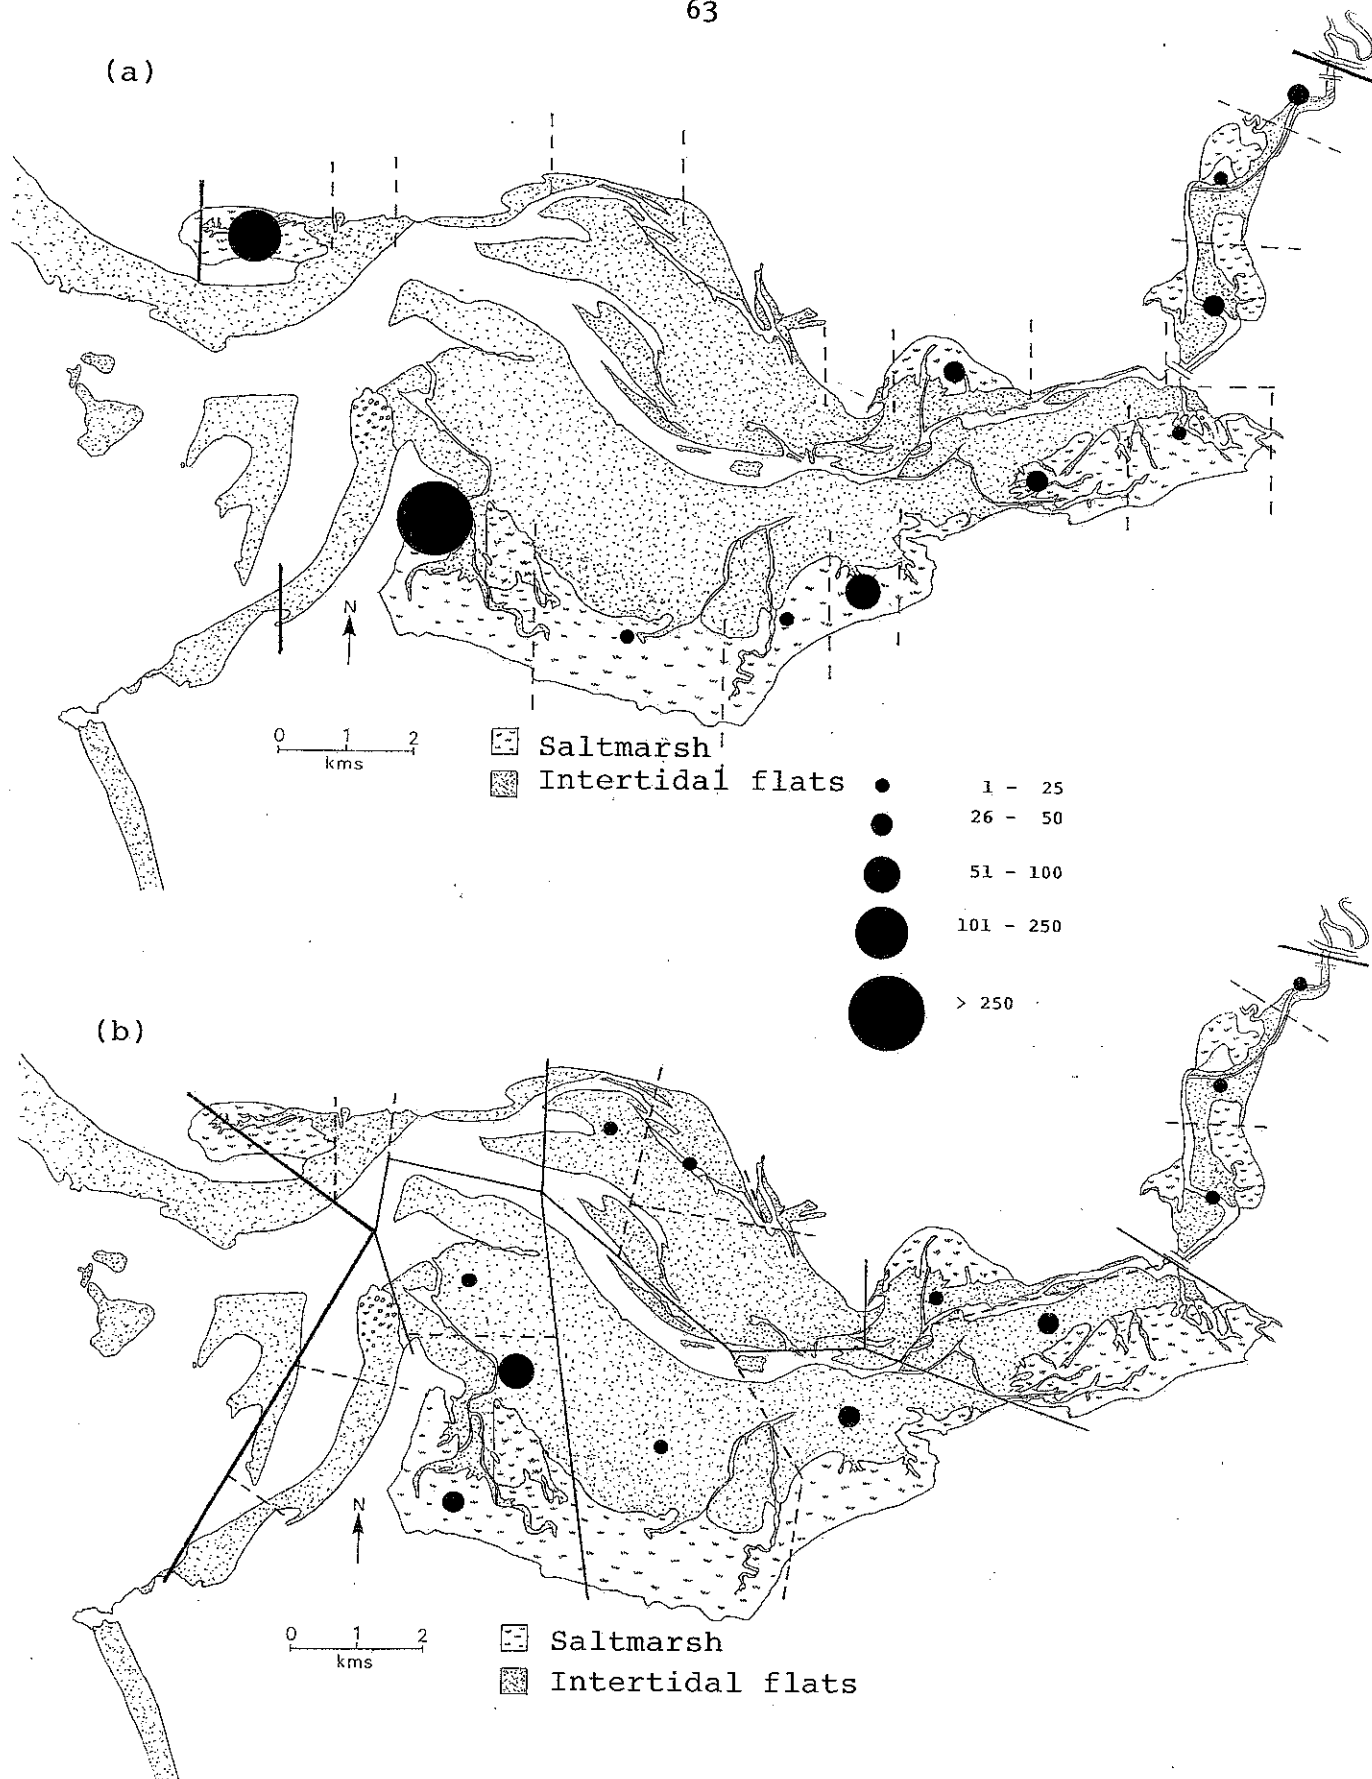 63
(a)
N
0 1 2
kms
Saltmarsh
Intertidal flats
1 - 25
26 - 50
51 - 100
101 - 250
> 250
(b)
N
0 1 2
kms
Saltmarsh
Intertidal flats